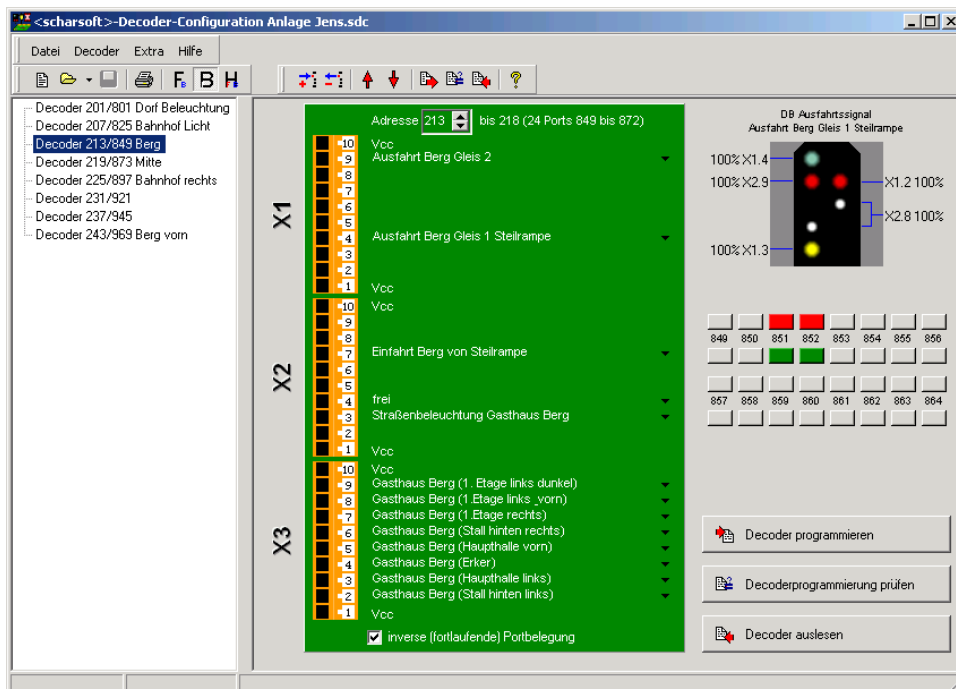 <scharsoft>-Decoder-Configuration Anlage Jens.sdc
Datei Decoder Extra Hilfe
F B B H
?
Decoder 201/801 Dorf Beleuchtung
Decoder 207/825 Bahnhof Licht
Decoder 213/849 Berg
Decoder 219/873 Mitte
Decoder 225/897 Bahnhof rechts
Decoder 231/921
Decoder 237/945
Decoder 243/969 Berg vorn
Adresse 213 bis 218 (24 Ports 849 bis 872)
X1
10 Vcc
9 Ausfahrt Berg Gleis 2
8
7
6
5
4 Ausfahrt Berg Gleis 1 Steilrampe
3
2
1 Vcc
X2
10 Vcc
9
8
7 Einfahrt Berg von Steilrampe
6
5
4 frei
3 Straßenbeleuchtung Gasthaus Berg
2
1 Vcc
X3
10 Vcc
9 Gasthaus Berg (1. Etage links dunkel)
8 Gasthaus Berg (1.Etage links_vorn)
7 Gasthaus Berg (1.Etage rechts)
6 Gasthaus Berg (Stall hinten rechts)
5 Gasthaus Berg (Haupthalle vorn)
4 Gasthaus Berg (Erker)
3 Gasthaus Berg (Haupthalle links)
2 Gasthaus Berg (Stall hinten links)
1 Vcc
inverse (fortlaufende) Portbelegung
DB Ausfahrtssignal
Ausfahrt Berg Gleis 1 Steilrampe
100% X1.4
100% X2.9 X1.2 100%
X2.8 100%
100% X1.3
849 850 851 852 853 854 855 856
857 858 859 860 861 862 863 864
Decoder programmieren
Decoderprogrammierung prüfen
Decoder auslesen